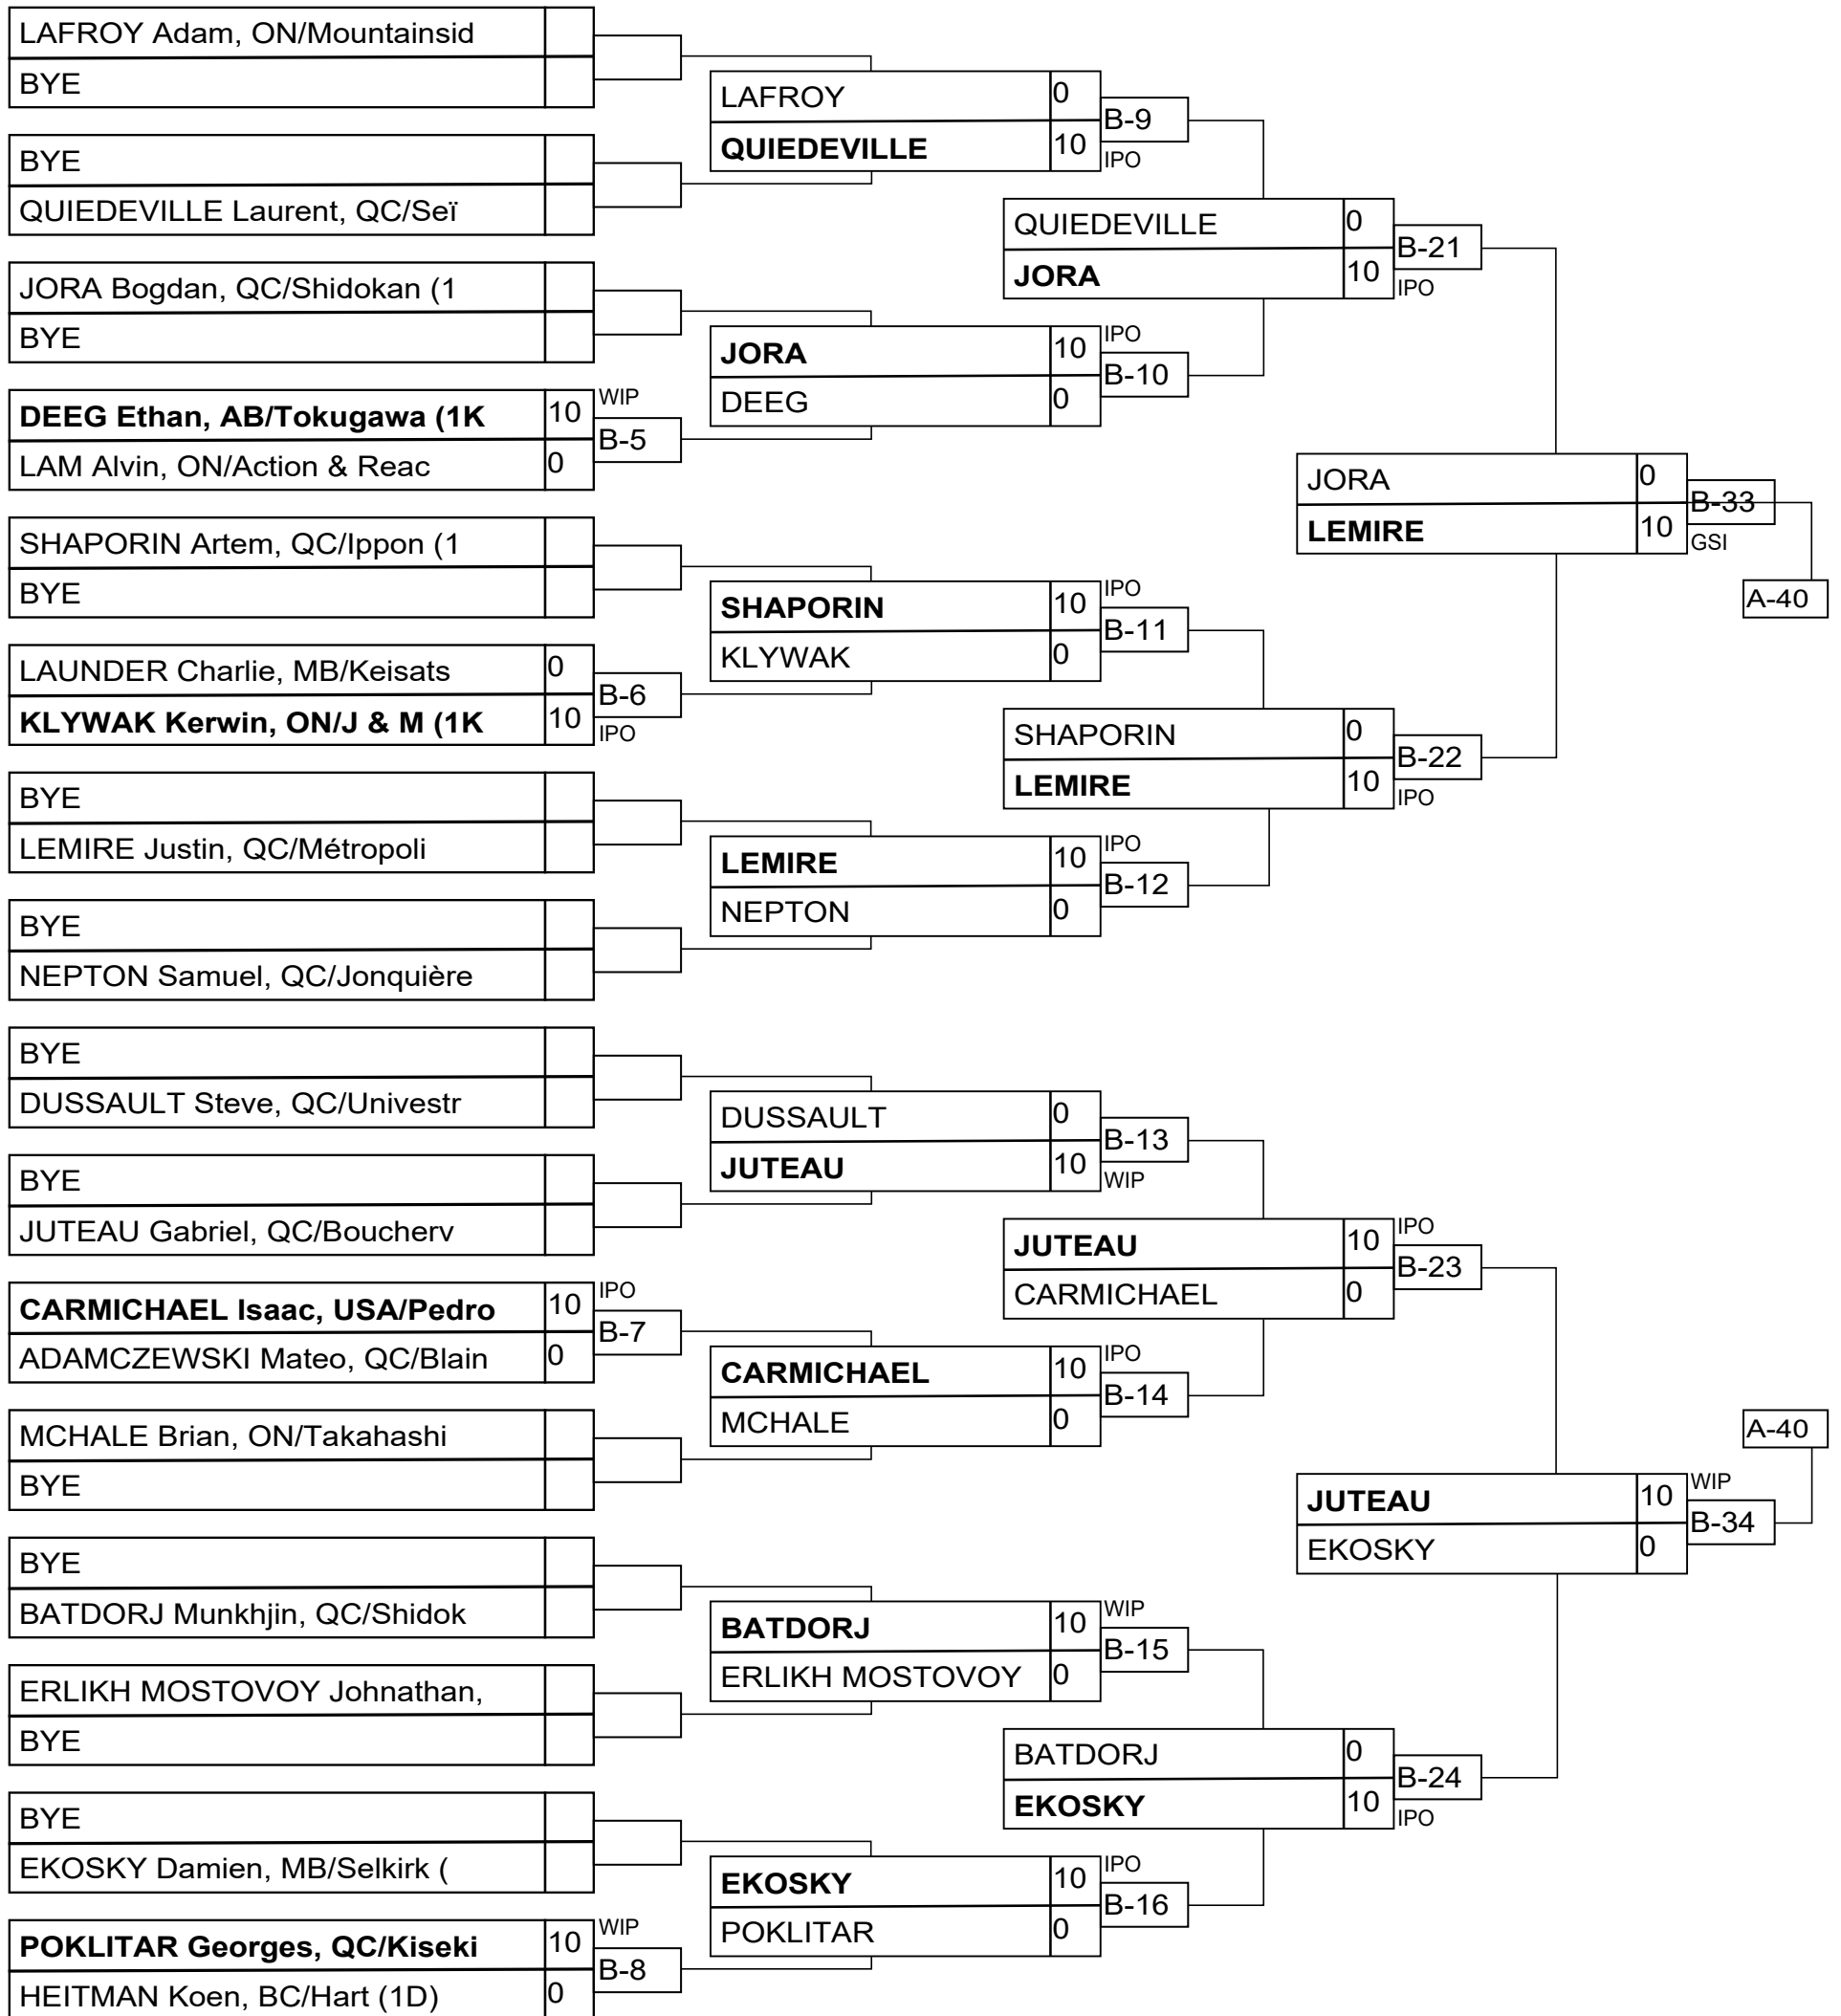 LAFROY Adam, ON/Mountainsid
BYE
BYE
QUIEDEVILLE Laurent, QC/Seï
JORA Bogdan, QC/Shidokan (1
BYE
DEEG Ethan, AB/Tokugawa (1K 10 WIP
B-5
LAM Alvin, ON/Action & Reac 0
SHAPORIN Artem, QC/Ippon (1
BYE
LAUNDER Charlie, MB/Keisats 0
B-6
KLYWAK Kerwin, ON/J & M (1K 10 IPO
BYE
LEMIRE Justin, QC/Métropoli
BYE
NEPTON Samuel, QC/Jonquière
BYE
DUSSAULT Steve, QC/Univestr
BYE
JUTEAU Gabriel, QC/Boucherv
CARMICHAEL Isaac, USA/Pedro 10 IPO
B-7
ADAMCZEWSKI Mateo, QC/Blain 0
MCHALE Brian, ON/Takahashi
BYE
BYE
BATDORJ Munkhjin, QC/Shidok
ERLIKH MOSTOVOY Johnathan,
BYE
BYE
EKOSKY Damien, MB/Selkirk (
POKLITAR Georges, QC/Kiseki 10 WIP
B-8
HEITMAN Koen, BC/Hart (1D) 0
LAFROY 0
B-9
QUIEDEVILLE 10 IPO
JORA 10 IPO
B-10
DEEG 0
SHAPORIN 10 IPO
B-11
KLYWAK 0
LEMIRE 10 IPO
B-12
NEPTON 0
DUSSAULT 0
B-13
JUTEAU 10 WIP
CARMICHAEL 10 IPO
B-14
MCHALE 0
BATDORJ 10 WIP
B-15
ERLIKH MOSTOVOY 0
EKOSKY 10 IPO
B-16
POKLITAR 0
QUIEDEVILLE 0
B-21
JORA 10 IPO
SHAPORIN 0
B-22
LEMIRE 10 IPO
JUTEAU 10 IPO
B-23
CARMICHAEL 0
BATDORJ 0
B-24
EKOSKY 10 IPO
JORA 0
B-33
LEMIRE 10 GSI
A-40
A-40
JUTEAU 10 WIP
B-34
EKOSKY 0